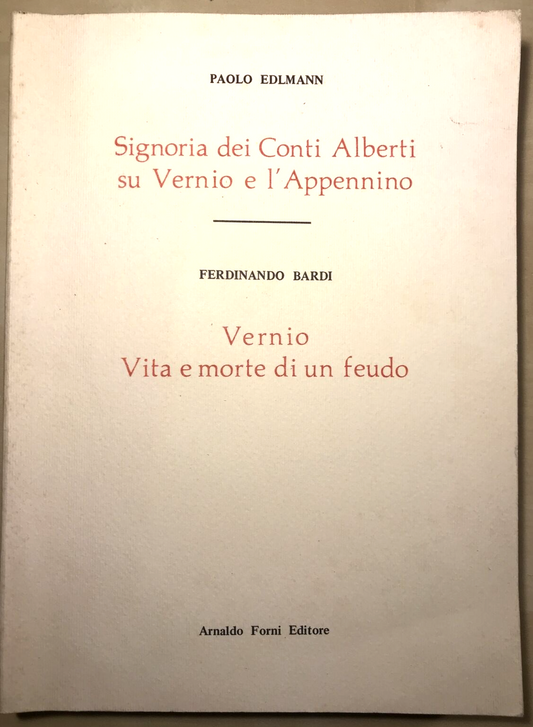 PAOLO EDLMANN
Signoria dei Conti Alberti
su Vernio e l'Appennino
FERDINANDO BARDI
Vernio
Vita e morte di un feudo
Arnaldo Forni Editore